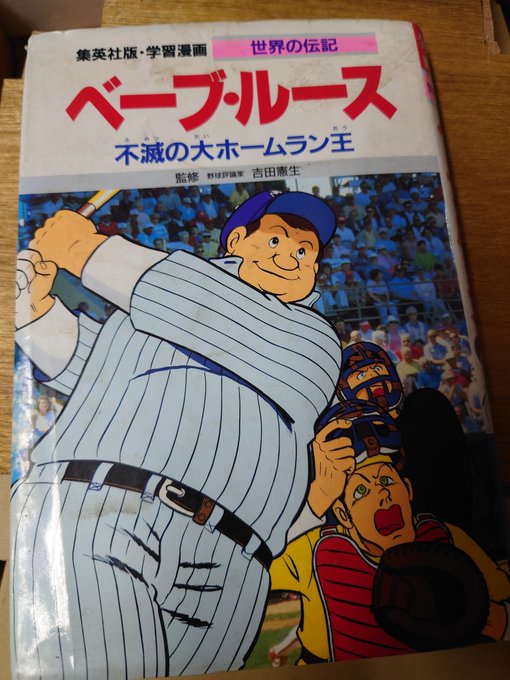 集英社版・学習漫画
世界の伝記
ベーブ・ルース
不滅の大ホームラン王
監修 野球評論家 吉田憲生